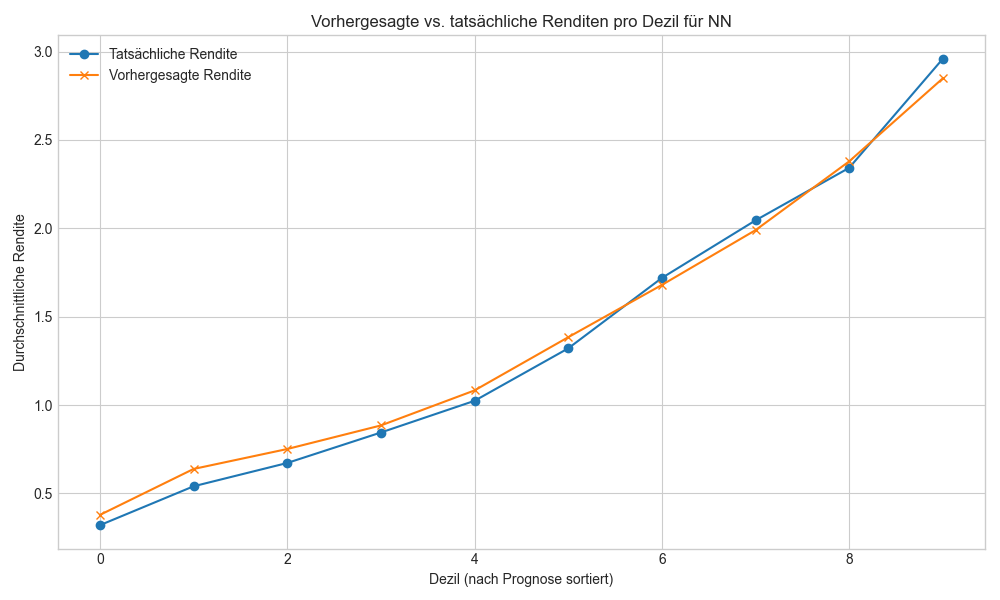 Vorhergesagte vs. tatsächliche Renditen pro Dezil für NN
Tatsächliche Rendite
Vorhergesagte Rendite
Durchschnittliche Rendite
3.0
2.5
2.0
1.5
1.0
0.5
0 2 4 6 8
Dezil (nach Prognose sortiert)